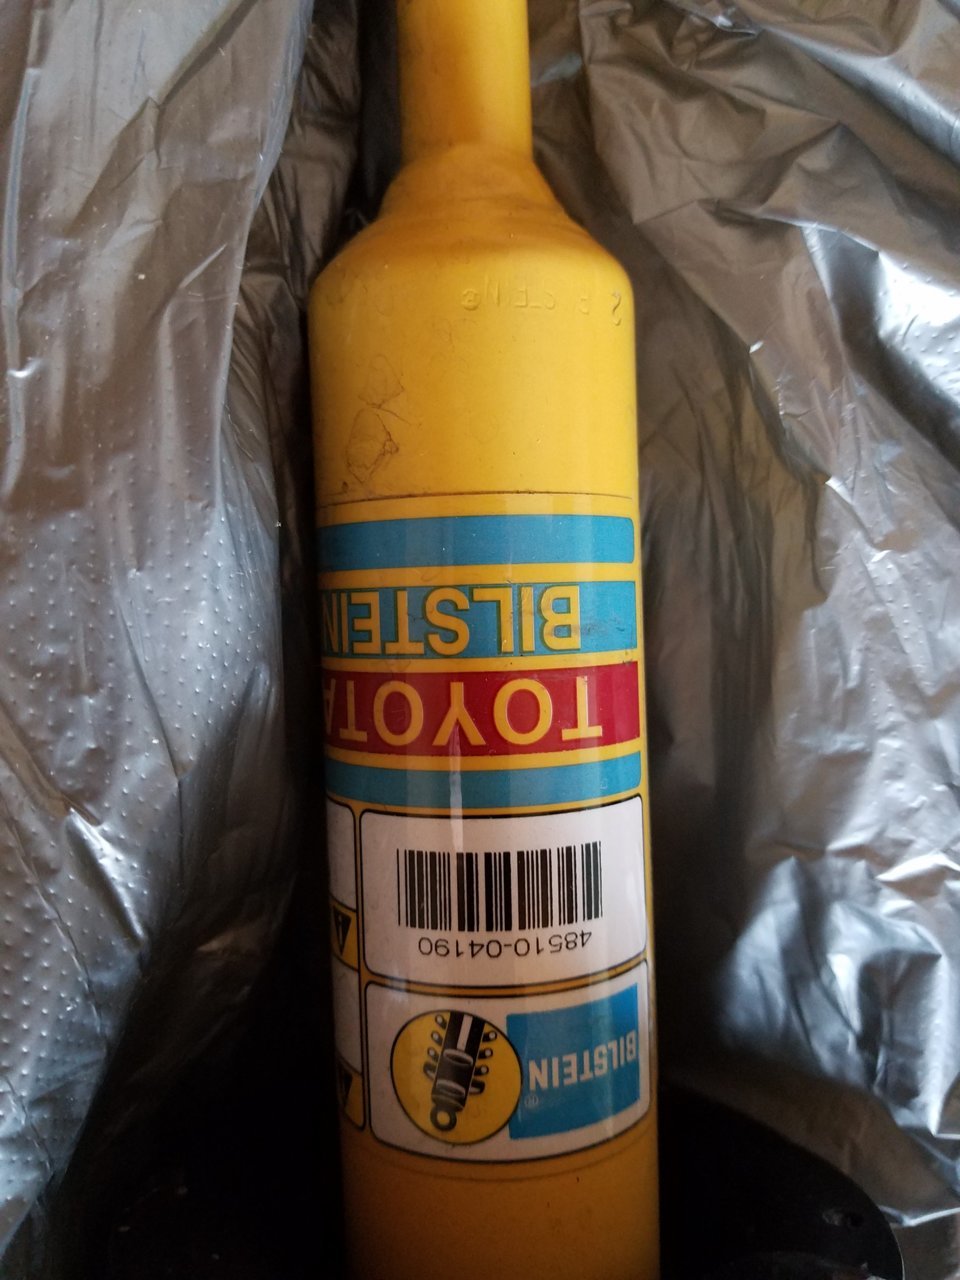 BILSTEIN®
48510-04190
TOYOTA
BILSTEIN